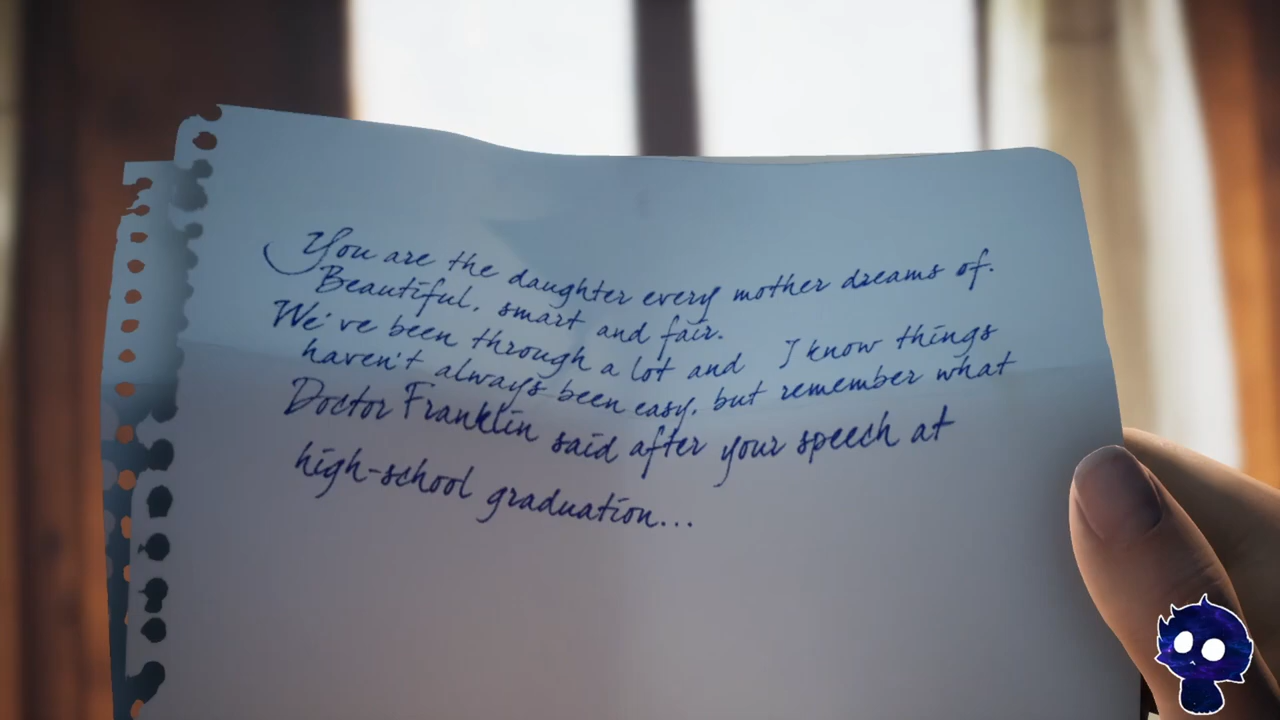 You are the daughter every mother dreams of.
Beautiful, smart and fair.
We've been through a lot and I know things
haven't always been easy, but remember what
Doctor Franklin said after your speech at
high-school graduation...